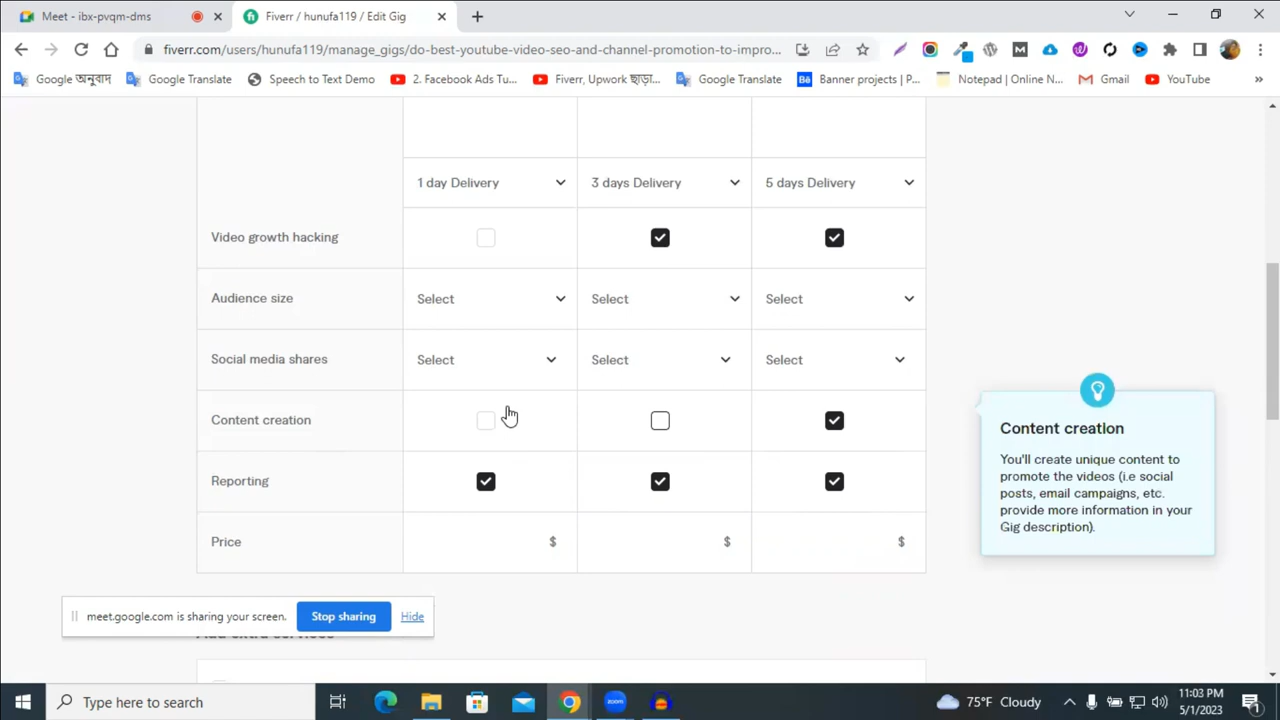 Meet - ibx-pvqm-dms
Fiverr / hunufa119 / Edit Gig
fiverr.com/users/hunufa119/manage_gigs/do-best-youtube-video-seo-and-channel-promotion-to-impro...
Google অনুবাদ
Google Translate
Speech to Text Demo
2. Facebook Ads Tu...
Fiverr, Upwork ছাড়া...
Google Translate
Banner projects | P...
Notepad | Online N...
Gmail
YouTube
1 day Delivery
3 days Delivery
5 days Delivery
Video growth hacking
Audience size
Select
Select
Select
Social media shares
Select
Select
Select
Content creation
Reporting
Price
$
$
$
Content creation
You'll create unique content to
promote the videos (i.e social
posts, email campaigns, etc.
provide more information in your
Gig description).
meet.google.com is sharing your screen.
Stop sharing
Hide
Add extra services
Type here to search
zoom
75°F Cloudy
11:03 PM
5/1/2023